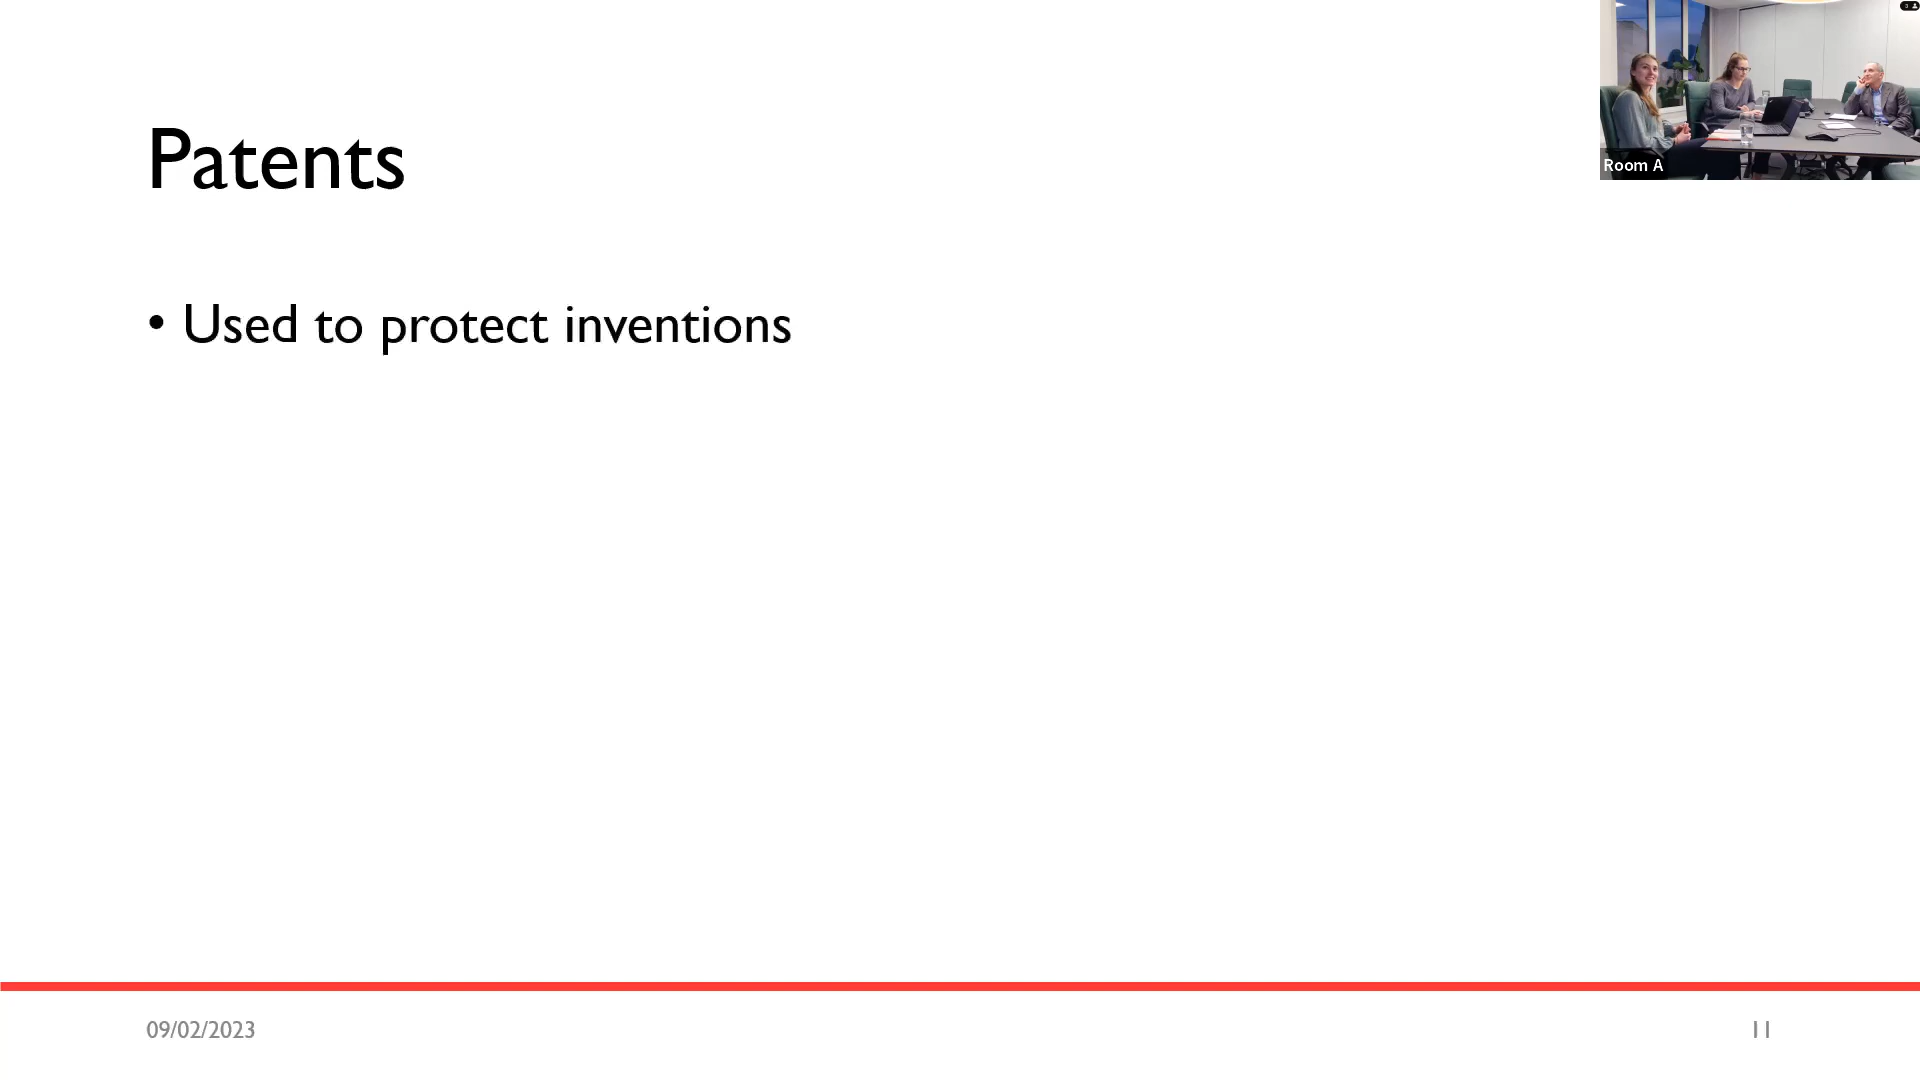 Patents
• Used to protect inventions
Room A
09/02/2023
11